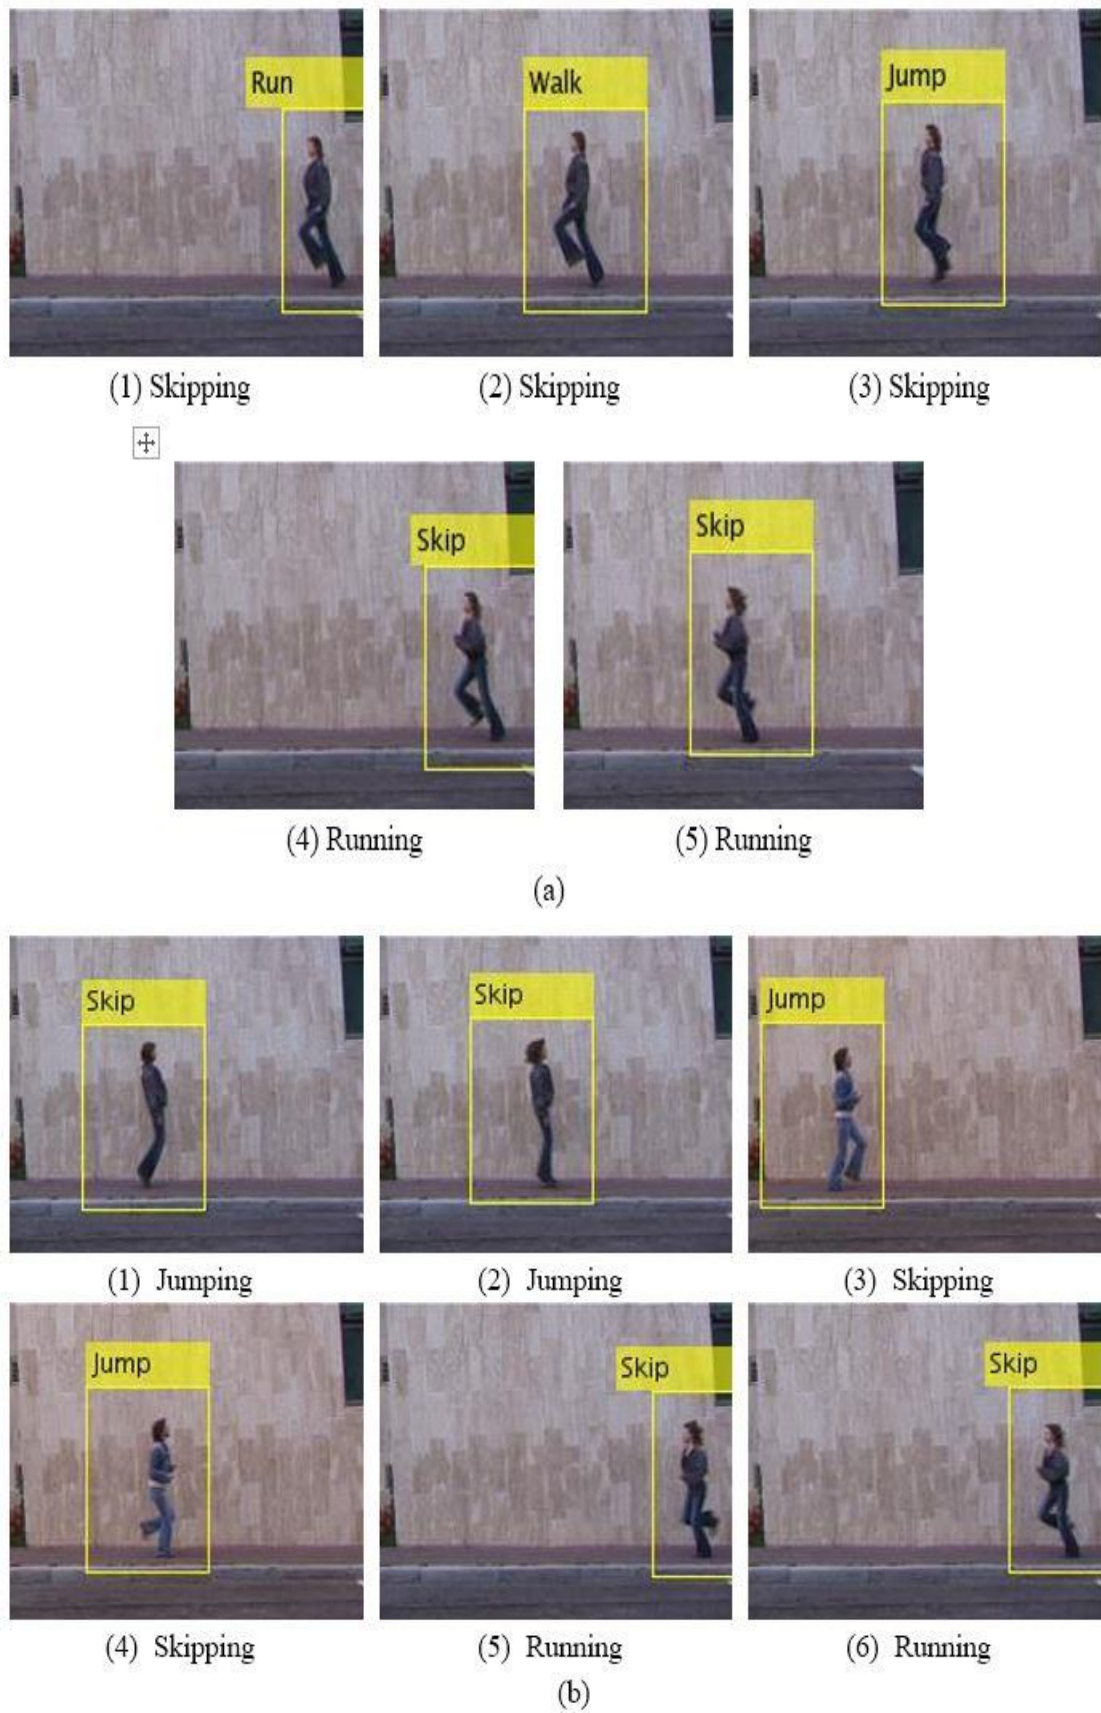 Run
Walk
Jump
(1) Skipping
(2) Skipping
(3) Skipping
Skip
Skip
(4) Running
(5) Running
(a)
Skip
Skip
Jump
(1) Jumping
(2) Jumping
(3) Skipping
Jump
Skip
Skip
(4) Skipping
(5) Running
(6) Running
(b)